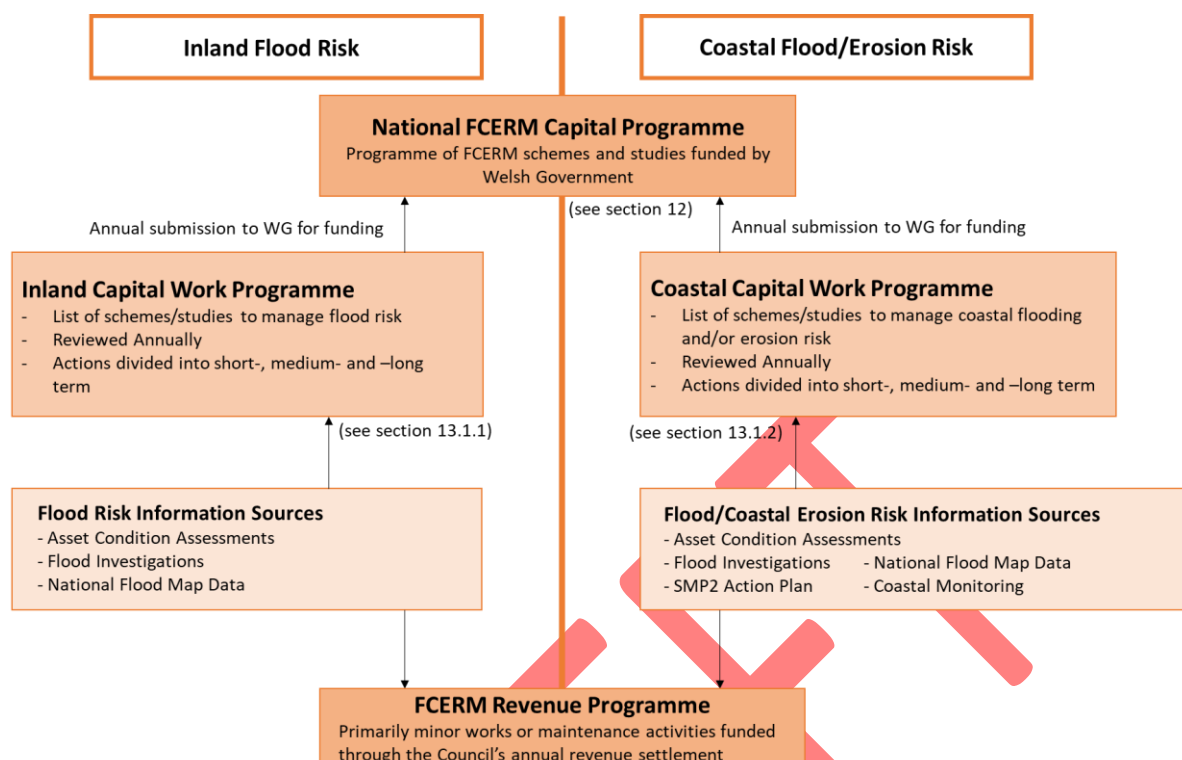 Inland Flood Risk
Coastal Flood/Erosion Risk
National FCERM Capital Programme
Programme of FCERM schemes and studies funded by
Welsh Government
(see section 12)
Annual submission to WG for funding
Annual submission to WG for funding
Inland Capital Work Programme
- List of schemes/studies to manage flood risk
- Reviewed Annually
- Actions divided into short-, medium- and –long
term
(see section 13.1.1)
Coastal Capital Work Programme
- List of schemes/studies to manage coastal flooding
and/or erosion risk
- Reviewed Annually
- Actions divided into short-, medium- and –long term
(see section 13.1.2)
Flood Risk Information Sources
- Asset Condition Assessments
- Flood Investigations
- National Flood Map Data
Flood/Coastal Erosion Risk Information Sources
- Asset Condition Assessments
- Flood Investigations - National Flood Map Data
- SMP2 Action Plan - Coastal Monitoring
FCERM Revenue Programme
Primarily minor works or maintenance activities funded
through the Council's annual revenue settlement